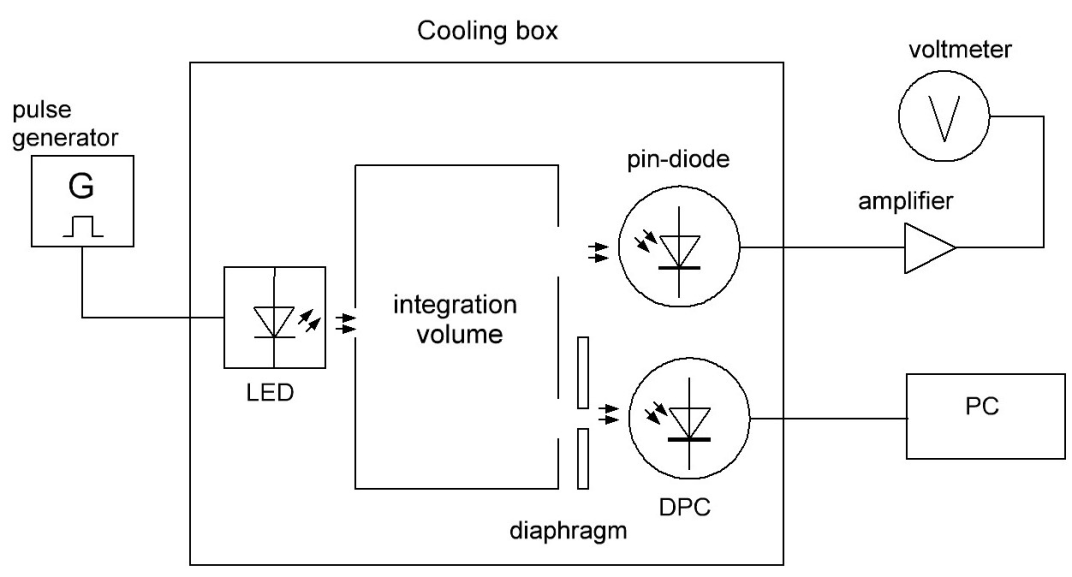 Cooling box
voltmeter
pulse
generator
V
pin-diode
G
amplifier
integration
volume
LED
PC
DPC
diaphragm